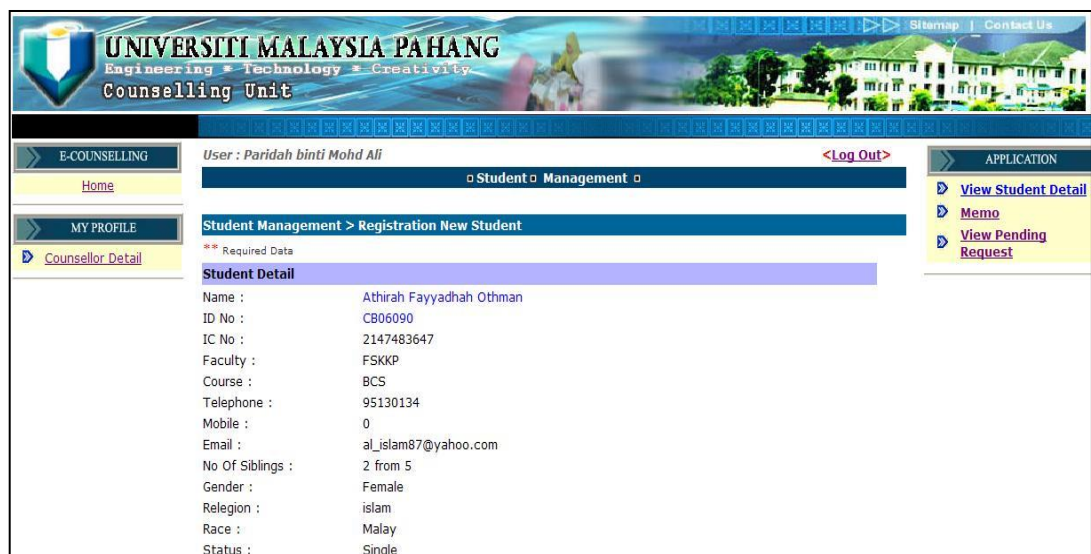 Sitemap | Contact Us
UNIVERSITI MALAYSIA PAHANG
Engineering * Technology * Creativity
Counselling Unit
E-COUNSELLING
Home
MY PROFILE
Counsellor Detail
User : Paridah binti Mohd Ali
<Log Out>
Student Management
Student Management > Registration New Student
** Required Data
Student Detail
Name : Athirah Fayyadhah Othman
ID No : CB06090
IC No : 2147483647
Faculty : FSKKP
Course : BCS
Telephone : 95130134
Mobile : 0
Email : al_islam87@yahoo.com
No Of Siblings : 2 from 5
Gender : Female
Relegion : islam
Race : Malay
Status : Single
APPLICATION
View Student Detail
Memo
View Pending
Request